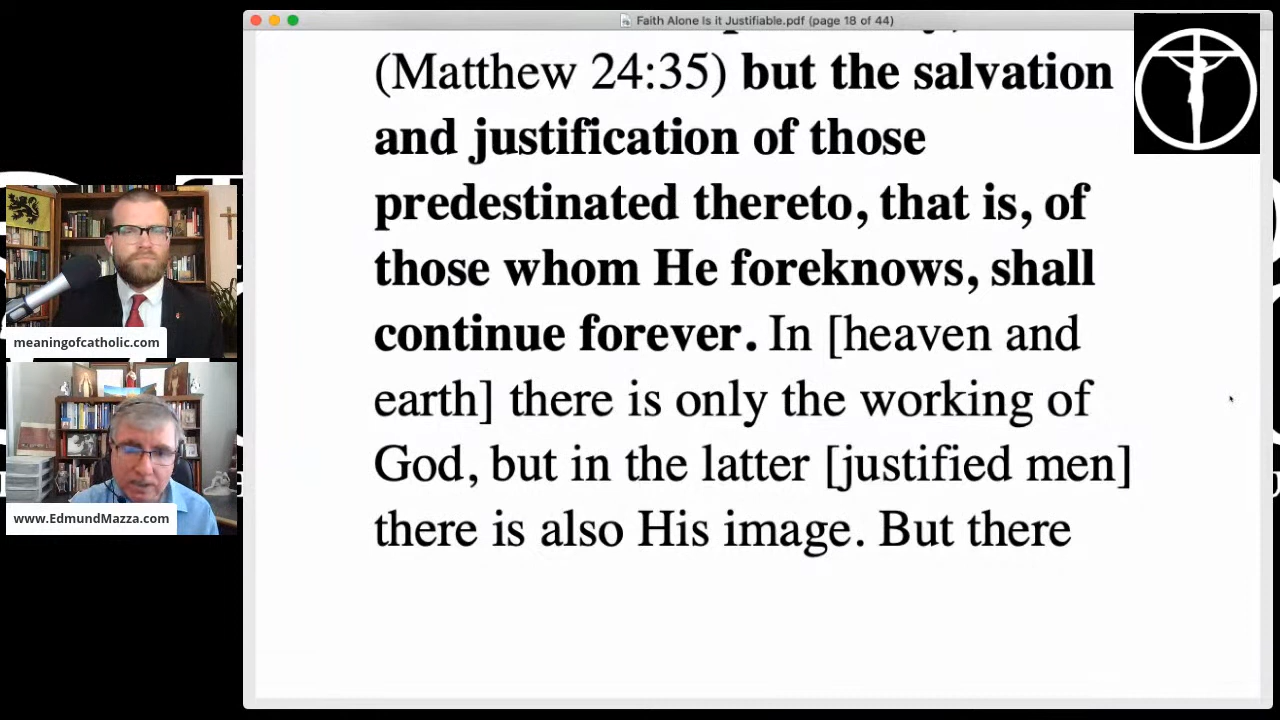 Faith Alone Is it Justifiable.pdf (page 18 of 44)
(Matthew 24:35) but the salvation
and justification of those
predestinated thereto, that is, of
those whom He foreknows, shall
continue forever. In [heaven and
earth] there is only the working of
God, but in the latter [justified men]
there is also His image. But there
meaningofcatholic.com
www.EdmundMazza.com